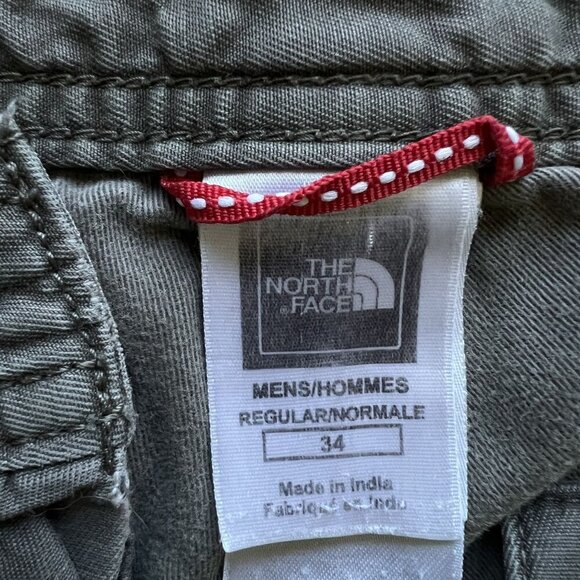 THE
NORTH
FACE
MENS/HOMMES
REGULAR/NORMALE
34
Made in India
Fabriqué en Inde